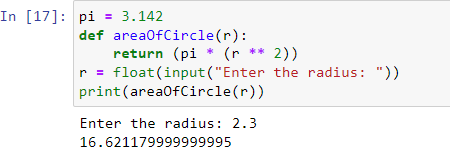 In [17]: pi = 3.142
def areaOfCircle(r):
    return (pi * (r ** 2))
r = float(input("Enter the radius: "))
print(areaOfCircle(r))
Enter the radius: 2.3
16.621179999999995